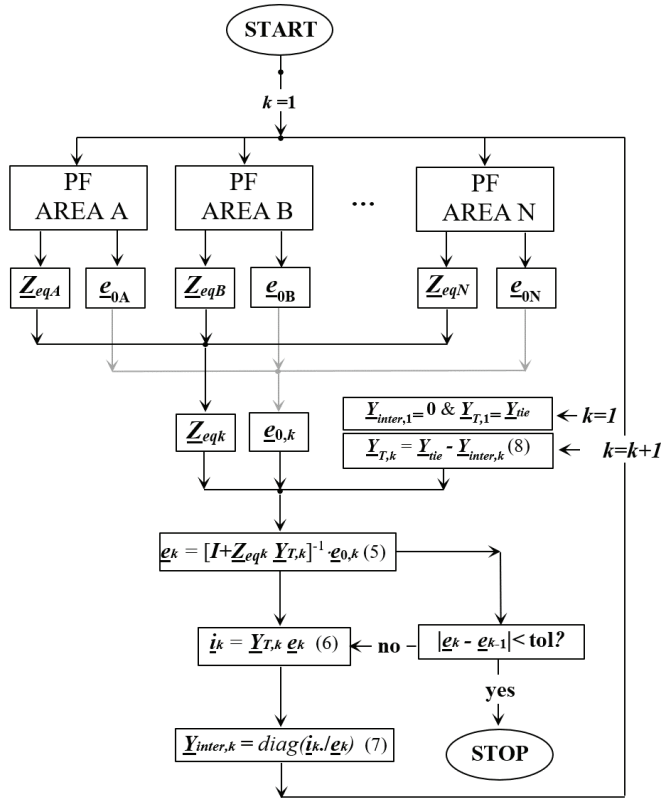 START
k =1
PF
AREA A
PF
AREA B
...
PF
AREA N
Z_eqA
e_0A
Z_eqB
e_0B
Z_eqN
e_0N
Z_eqk
e_0,k
Y_inter,1= 0 & Y_T,1= Y_tie
k=1
Y_T,k = Y_tie - Y_inter,k (8)
k=k+1
e_k = [I+Z_eqk Y_T,k]^-1 ·e_0,k (5)
i_k = Y_T,k e_k (6)
no
|e_k - e_k-1|< tol?
yes
Y_inter,k = diag(i_k./e_k) (7)
STOP